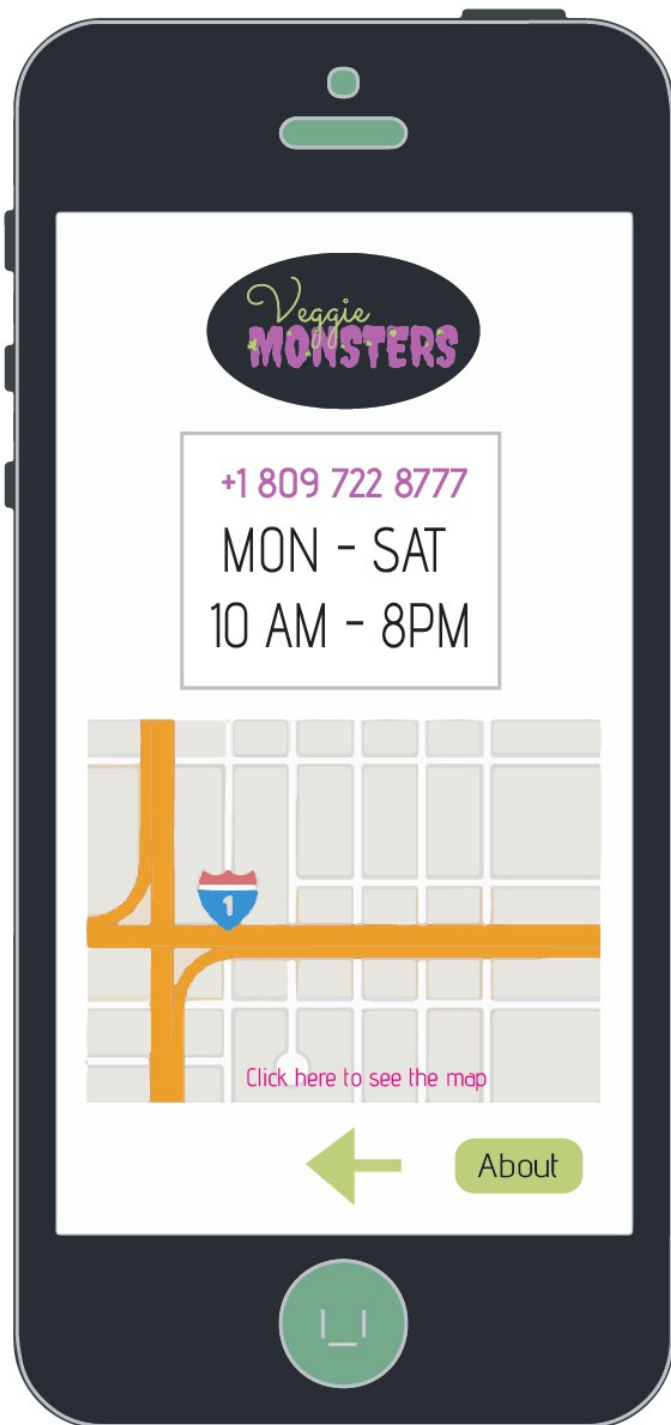 Veggie
MONSTERS
+1 809 722 8777
MON - SAT
10 AM - 8PM
1
Click here to see the map
About